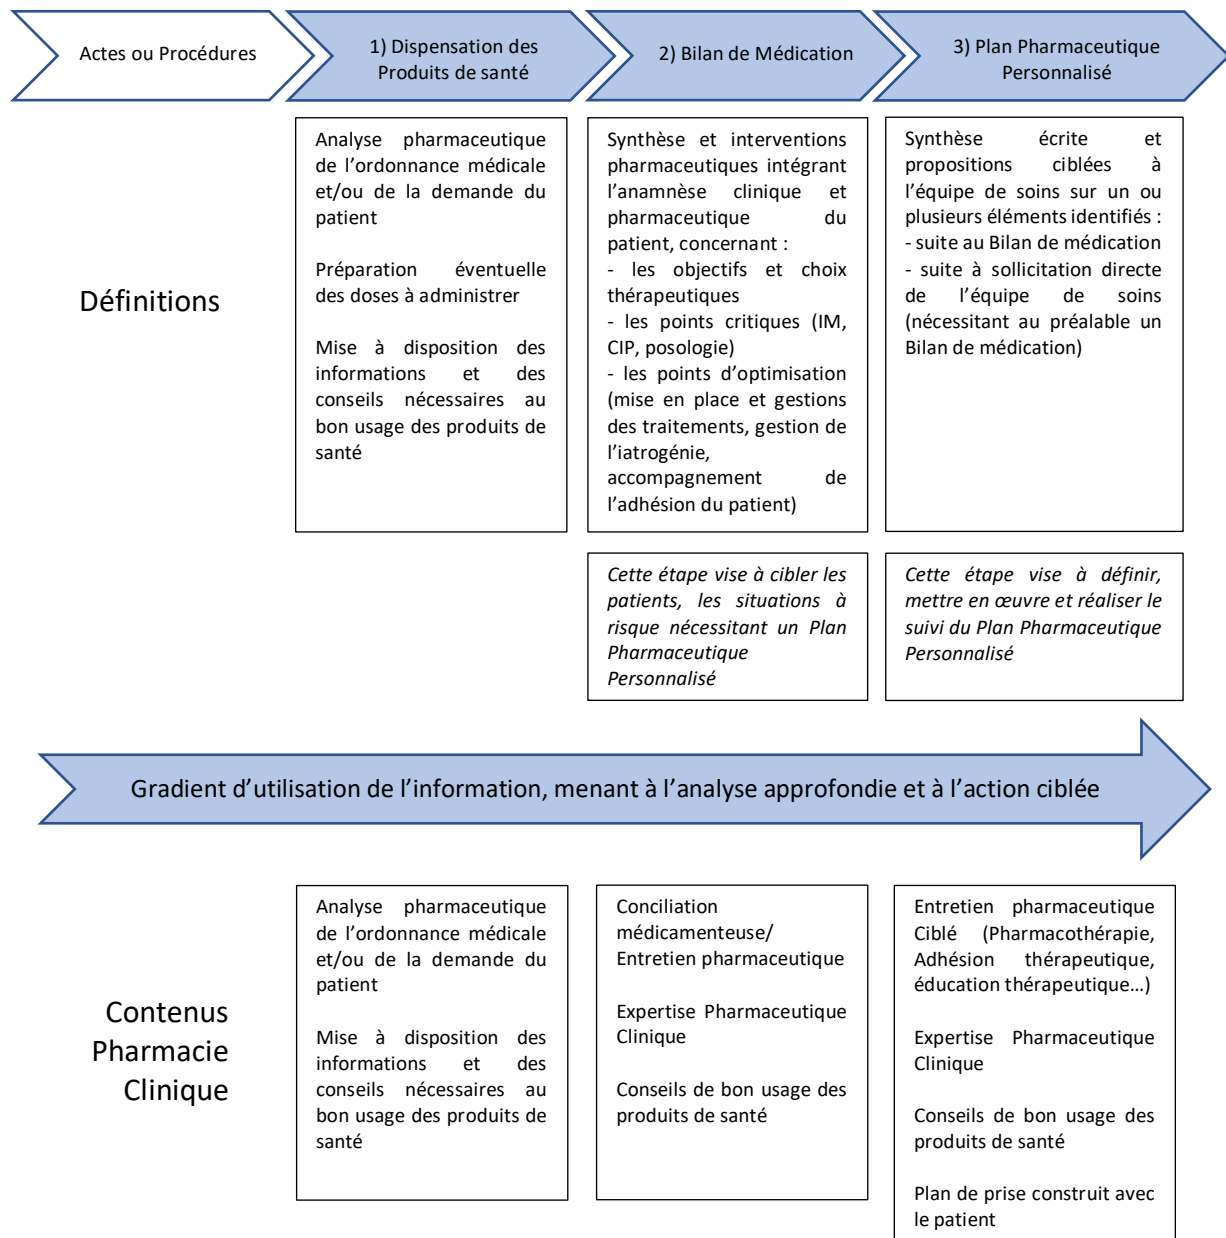 Actes ou Procédures
1) Dispensation des
Produits de santé
2) Bilan de Médication
3) Plan Pharmaceutique
Personnalisé
Définitions
Analyse pharmaceutique
de l’ordonnance médicale
et/ou de la demande du
patient
Préparation éventuelle
des doses à administrer
Mise à disposition des
informations et des
conseils nécessaires au
bon usage des produits de
santé
Synthèse et interventions
pharmaceutiques intégrant
l’anamnèse clinique et
pharmaceutique du
patient, concernant :
- les objectifs et choix
thérapeutiques
- les points critiques (IM,
CIP, posologie)
- les points d’optimisation
(mise en place et gestions
des traitements, gestion de
l’iatrogénie,
accompagnement de
l’adhésion du patient)
Synthèse écrite et
propositions ciblées à
l’équipe de soins sur un ou
plusieurs éléments identifiés :
- suite au Bilan de médication
- suite à sollicitation directe
de l’équipe de soins
(nécessitant au préalable un
Bilan de médication)
Cette étape vise à cibler les
patients, les situations à
risque nécessitant un Plan
Pharmaceutique
Personnalisé
Cette étape vise à définir,
mettre en œuvre et réaliser le
suivi du Plan Pharmaceutique
Personnalisé
Gradient d’utilisation de l’information, menant à l’analyse approfondie et à l’action ciblée
Contenus
Pharmacie
Clinique
Analyse pharmaceutique
de l’ordonnance médicale
et/ou de la demande du
patient
Mise à disposition des
informations et des
conseils nécessaires au
bon usage des produits de
santé
Conciliation
médicamenteuse/
Entretien pharmaceutique
Expertise Pharmaceutique
Clinique
Conseils de bon usage des
produits de santé
Entretien pharmaceutique
Ciblé (Pharmacothérapie,
Adhésion thérapeutique,
éducation thérapeutique…)
Expertise Pharmaceutique
Clinique
Conseils de bon usage des
produits de santé
Plan de prise construit avec
le patient